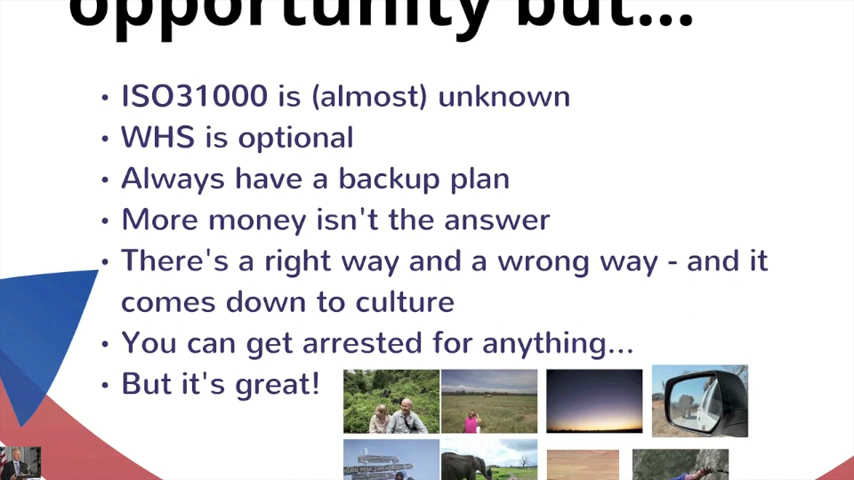 opportunity but...
• ISO31000 is (almost) unknown
• WHS is optional
• Always have a backup plan
• More money isn't the answer
• There's a right way and a wrong way - and it
comes down to culture
• You can get arrested for anything...
• But it's great!